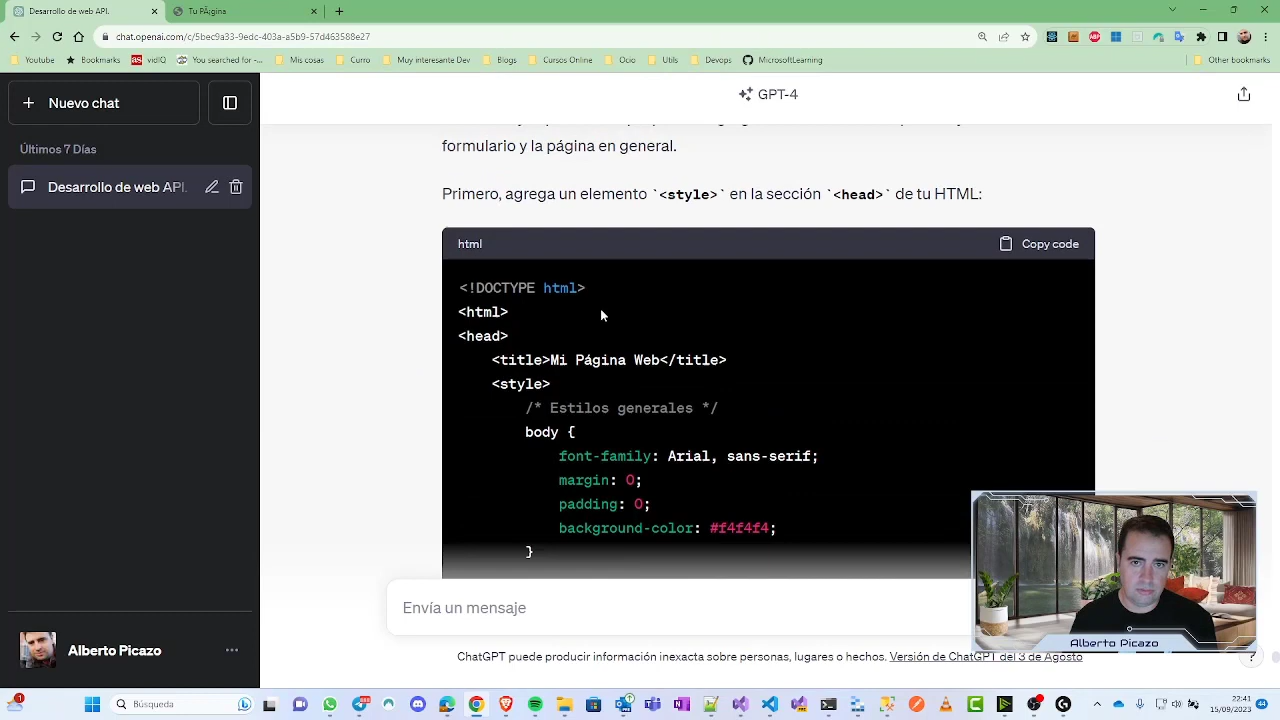 Desarrollo de web API.
Tu Página
chat.openai.com/c/5bec9a33-9edc-403a-a5b9-57d463588e27
Youtube
Bookmarks
vidIQ
You searched for -...
Mis cosas
Curro
Muy interesante Dev
Blogs
Cursos Online
Ocio
Utils
Devops
MicrosoftLearning
Other bookmarks
Nuevo chat
GPT-4
Últimos 7 Días
Desarrollo de web API.
formulario y la página en general.
Primero, agrega un elemento `<style>` en la sección `<head>` de tu HTML:
html
Copy code
<!DOCTYPE html>
<html>
<head>
<title>Mi Página Web</title>
<style>
/* Estilos generales */
body {
font-family: Arial, sans-serif;
margin: 0;
padding: 0;
background-color: #f4f4f4;
}
Envía un mensaje
Alberto Picazo
Alberto Picazo
ChatGPT puede producir información inexacta sobre personas, lugares o hechos. Versión de ChatGPT del 3 de Agosto
?
Búsqueda
22:41
15/09/2023